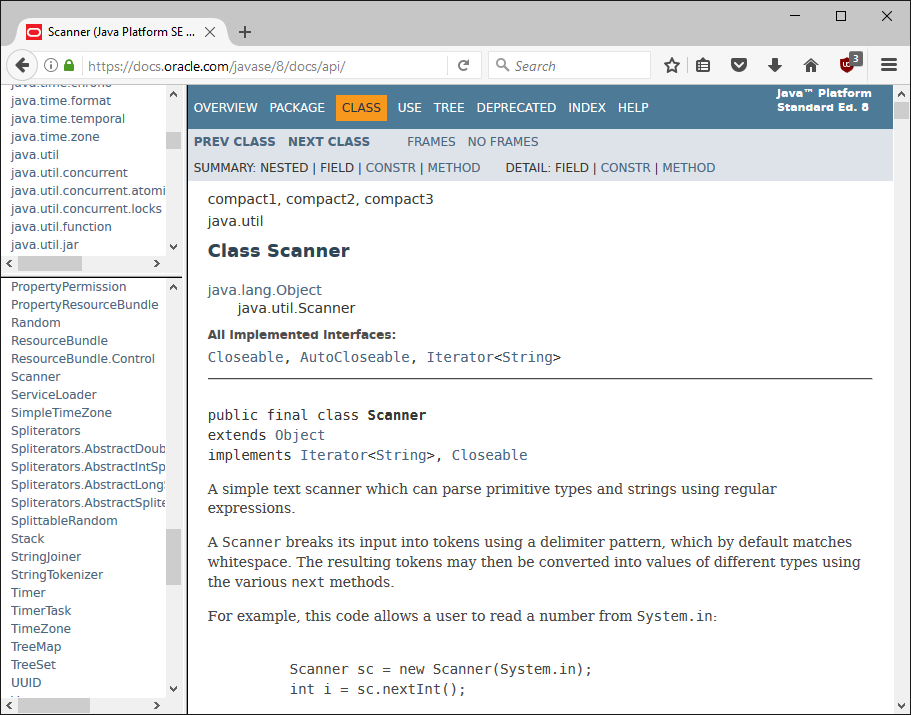 Scanner (Java Platform SE ...
https://docs.oracle.com/javase/8/docs/api/
Search
3
java.time.chrono
java.time.format
java.time.temporal
java.time.zone
java.util
java.util.concurrent
java.util.concurrent.atomi
java.util.concurrent.locks
java.util.function
java.util.jar
PropertyPermission
PropertyResourceBundle
Random
ResourceBundle
ResourceBundle.Control
Scanner
ServiceLoader
SimpleTimeZone
Spliterators
Spliterators.AbstractDoub
Spliterators.AbstractIntSp
Spliterators.AbstractLongS
Spliterators.AbstractSplite
SplittableRandom
Stack
StringJoiner
StringTokenizer
Timer
TimerTask
TimeZone
TreeMap
TreeSet
UUID
OVERVIEW PACKAGE CLASS USE TREE DEPRECATED INDEX HELP
Java™ Platform
Standard Ed. 8
PREV CLASS NEXT CLASS FRAMES NO FRAMES
SUMMARY: NESTED | FIELD | CONSTR | METHOD DETAIL: FIELD | CONSTR | METHOD
compact1, compact2, compact3
java.util
Class Scanner
java.lang.Object
java.util.Scanner
All Implemented Interfaces:
Closeable, AutoCloseable, Iterator<String>
public final class Scanner
extends Object
implements Iterator<String>, Closeable
A simple text scanner which can parse primitive types and strings using regular
expressions.
A Scanner breaks its input into tokens using a delimiter pattern, which by default matches
whitespace. The resulting tokens may then be converted into values of different types using
the various next methods.
For example, this code allows a user to read a number from System.in:
Scanner sc = new Scanner(System.in);
int i = sc.nextInt();